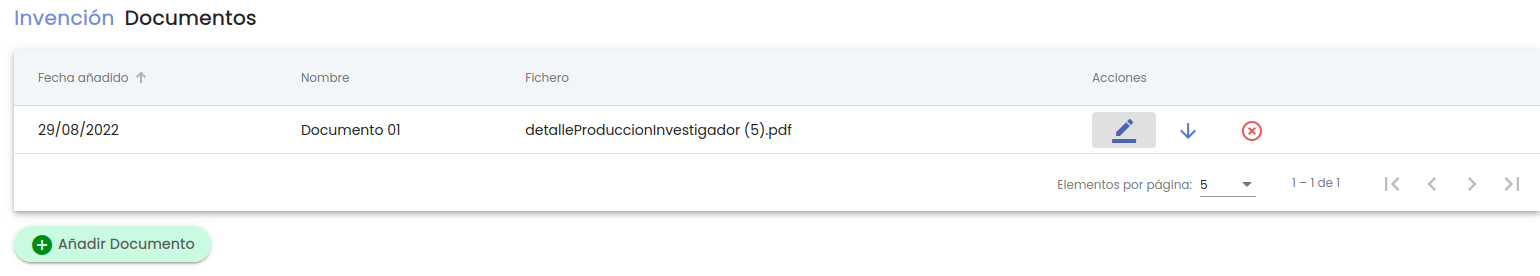 Invención Documentos
Fecha añadido Nombre Fichero Acciones
29/08/2022 Documento 01 detalleProduccionInvestigador (5).pdf
Elementos por página: 5 1 – 1 de 1
Añadir Documento